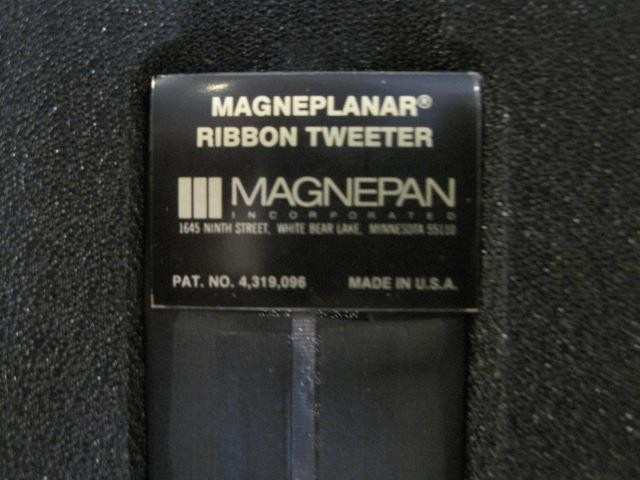 MAGNEPLANAR®
RIBBON TWEETER
MAGNEPAN
INCORPORATED
1645 NINTH STREET, WHITE BEAR LAKE, MINNESOTA 55110
PAT. NO. 4,319,096 MADE IN U.S.A.